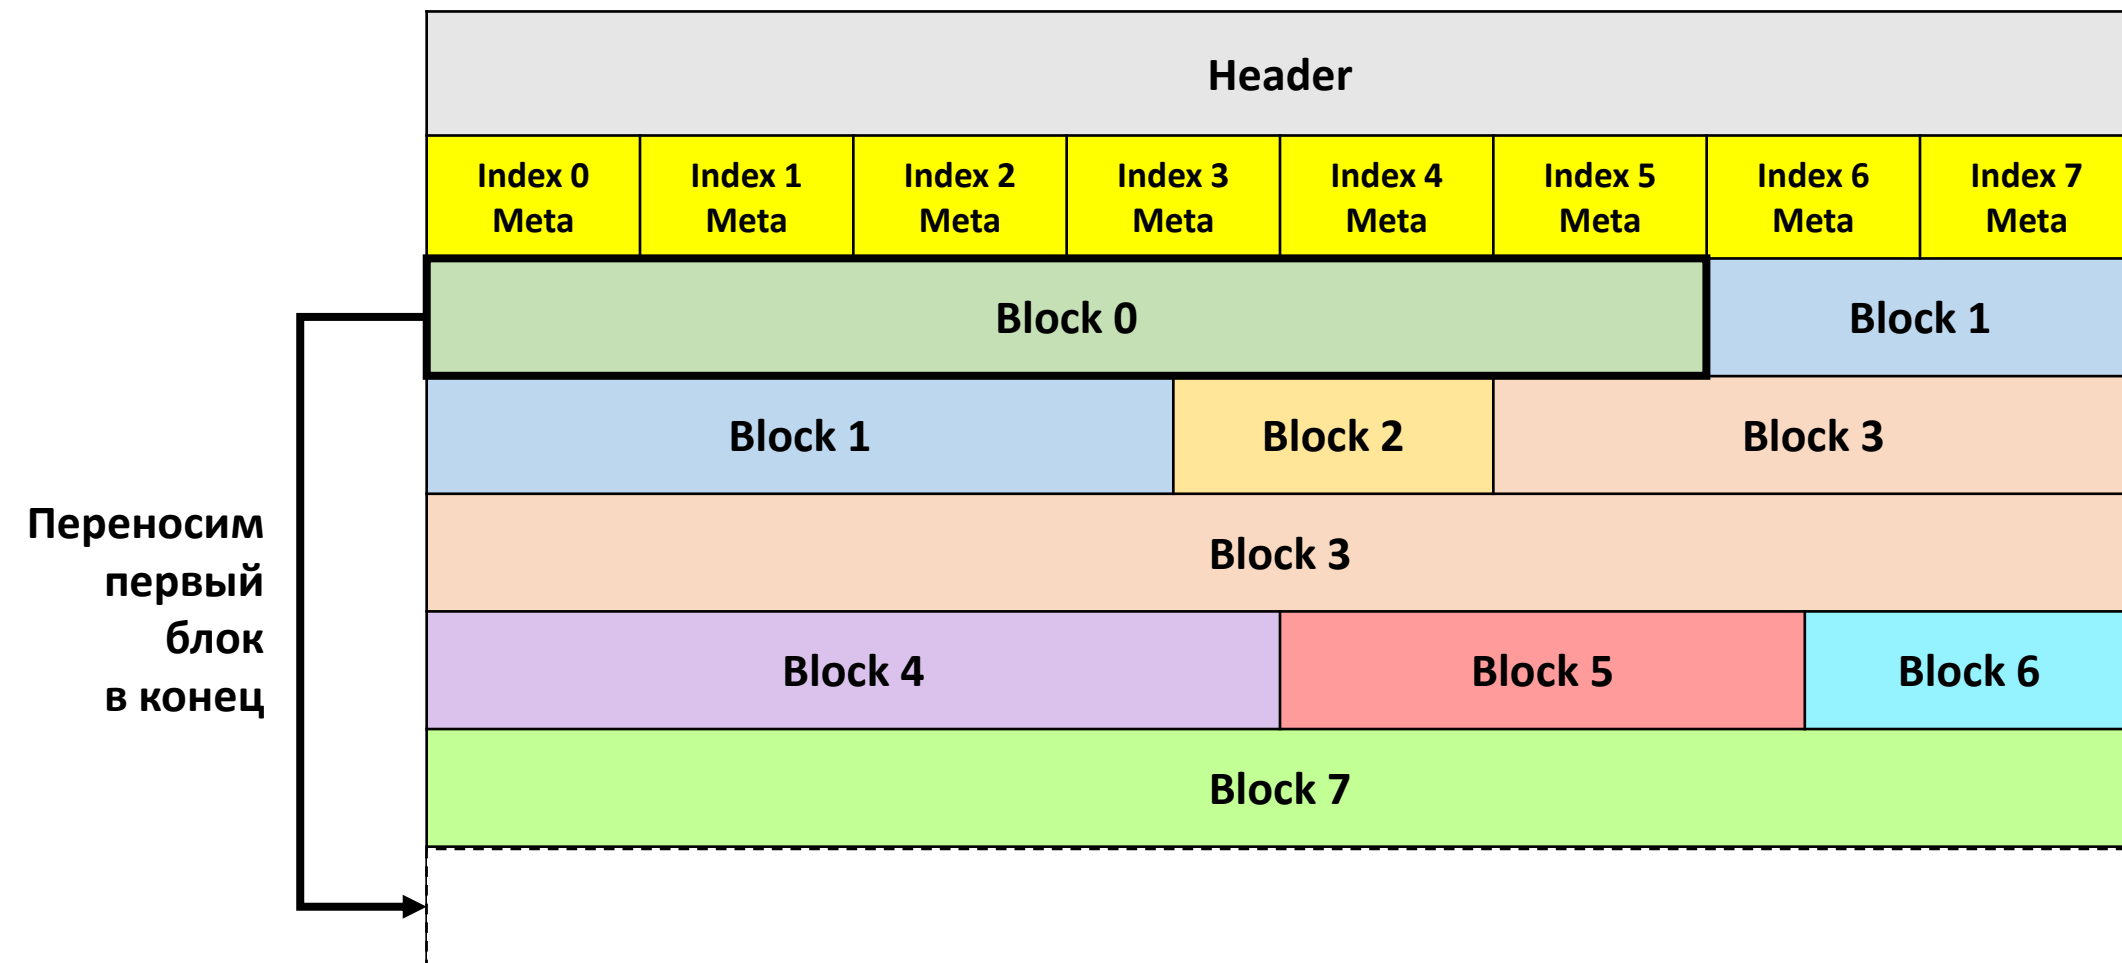 Header
Index 0
Meta
Index 1
Meta
Index 2
Meta
Index 3
Meta
Index 4
Meta
Index 5
Meta
Index 6
Meta
Index 7
Meta
Block 0
Block 1
Block 1
Block 2
Block 3
Переносим
первый
блок
в конец
Block 3
Block 4
Block 5
Block 6
Block 7